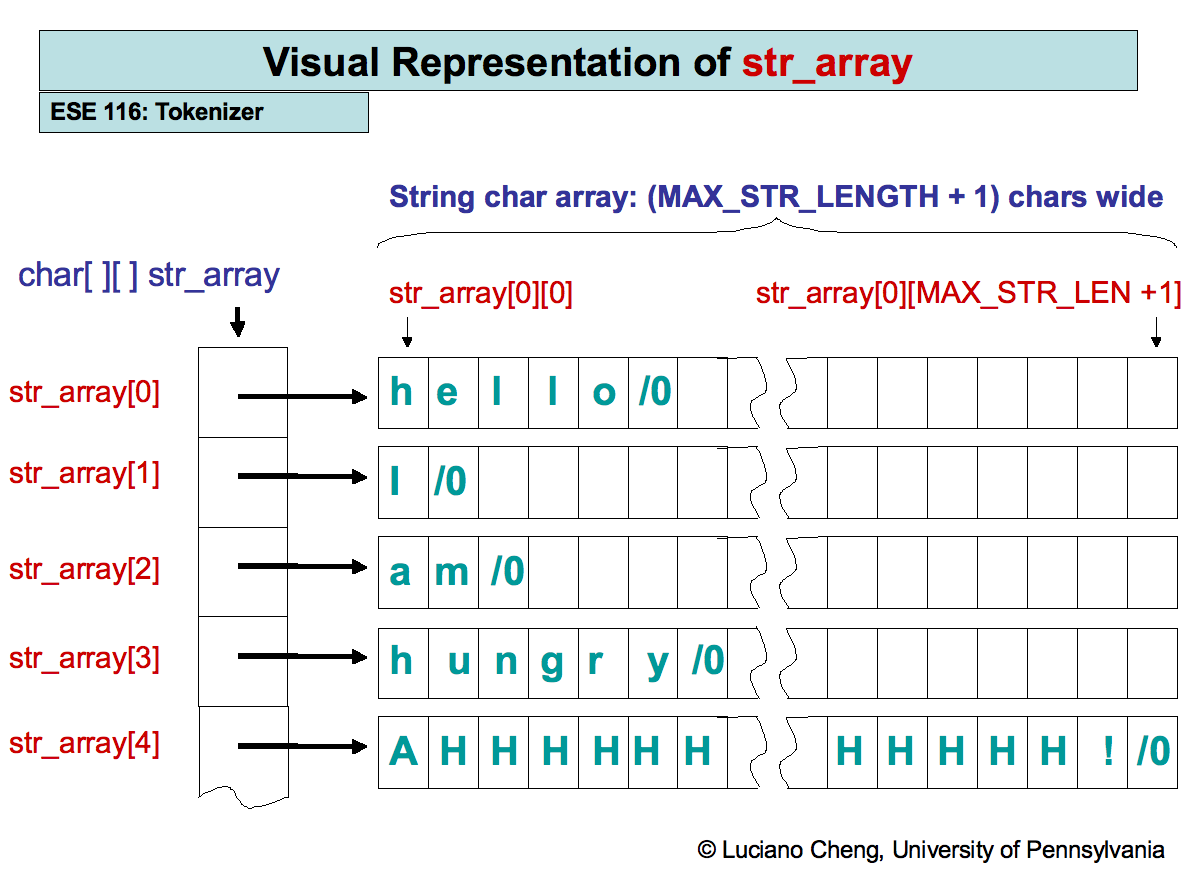 Visual Representation of str_array
ESE 116: Tokenizer
String char array: (MAX_STR_LENGTH + 1) chars wide
char[ ][ ] str_array
str_array[0][0] str_array[0][MAX_STR_LEN +1]
str_array[0] h e l l o /0
str_array[1] I /0
str_array[2] a m /0
str_array[3] h u n g r y /0
str_array[4] A H H H H H H H H H H H ! /0
© Luciano Cheng, University of Pennsylvania